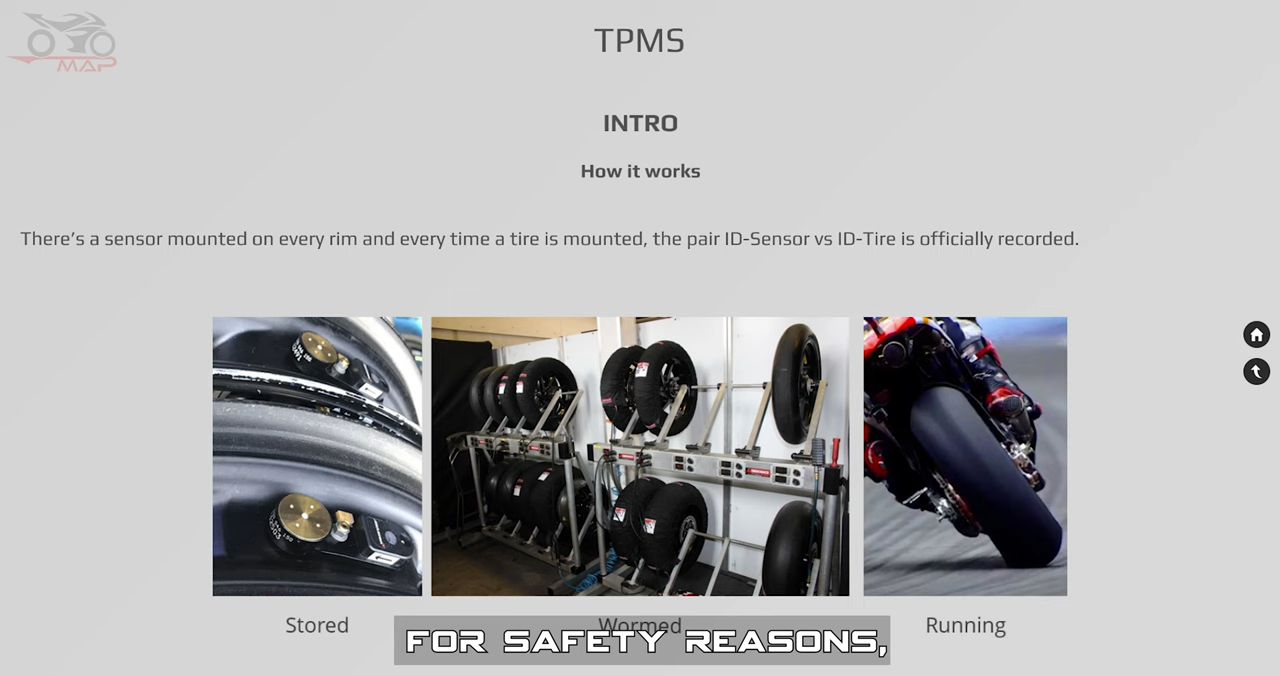 MAP
TPMS
INTRO
How it works
There’s a sensor mounted on every rim and every time a tire is mounted, the pair ID-Sensor vs ID-Tire is officially recorded.
Stored
Wormed
Running
FOR SAFETY REASONS,